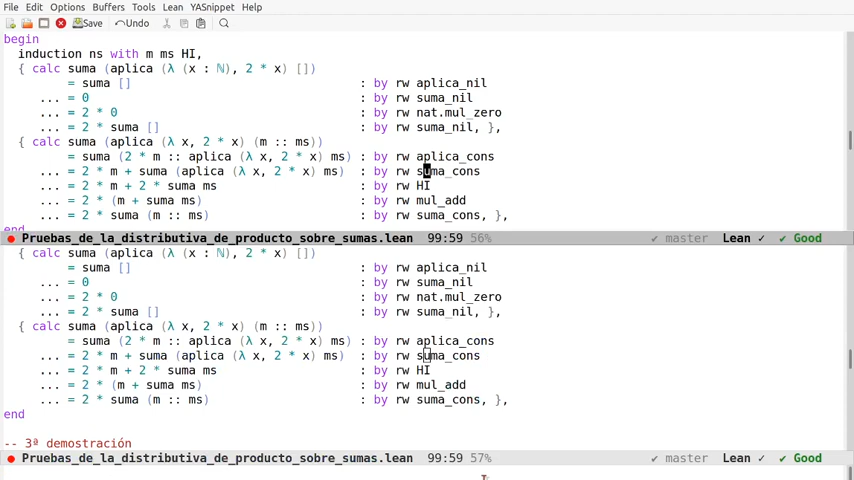 File Edit Options Buffers Tools Lean YASnippet Help
Save Undo
begin
induction ns with m ms HI,
{ calc suma (aplica (λ (x : ℕ), 2 * x) [])
= suma [] : by rw aplica_nil
... = 0 : by rw suma_nil
... = 2 * 0 : by rw nat.mul_zero
... = 2 * suma [] : by rw suma_nil, },
{ calc suma (aplica (λ x, 2 * x) (m :: ms))
= suma (2 * m :: aplica (λ x, 2 * x) ms) : by rw aplica_cons
... = 2 * m + suma (aplica (λ x, 2 * x) ms) : by rw suma_cons
... = 2 * m + 2 * suma ms : by rw HI
... = 2 * (m + suma ms) : by rw mul_add
... = 2 * suma (m :: ms) : by rw suma_cons, },
end
Pruebas_de_la_distributiva_de_producto_sobre_sumas.lean 99:59 56% ✔ master Lean ✓ ✔ Good
{ calc suma (aplica (λ (x : ℕ), 2 * x) [])
= suma [] : by rw aplica_nil
... = 0 : by rw suma_nil
... = 2 * 0 : by rw nat.mul_zero
... = 2 * suma [] : by rw suma_nil, },
{ calc suma (aplica (λ x, 2 * x) (m :: ms))
= suma (2 * m :: aplica (λ x, 2 * x) ms) : by rw aplica_cons
... = 2 * m + suma (aplica (λ x, 2 * x) ms) : by rw suma_cons
... = 2 * m + 2 * suma ms : by rw HI
... = 2 * (m + suma ms) : by rw mul_add
... = 2 * suma (m :: ms) : by rw suma_cons, },
end
-- 3ª demostración
Pruebas_de_la_distributiva_de_producto_sobre_sumas.lean 99:59 57% ✔ master Lean ✓ ✔ Good